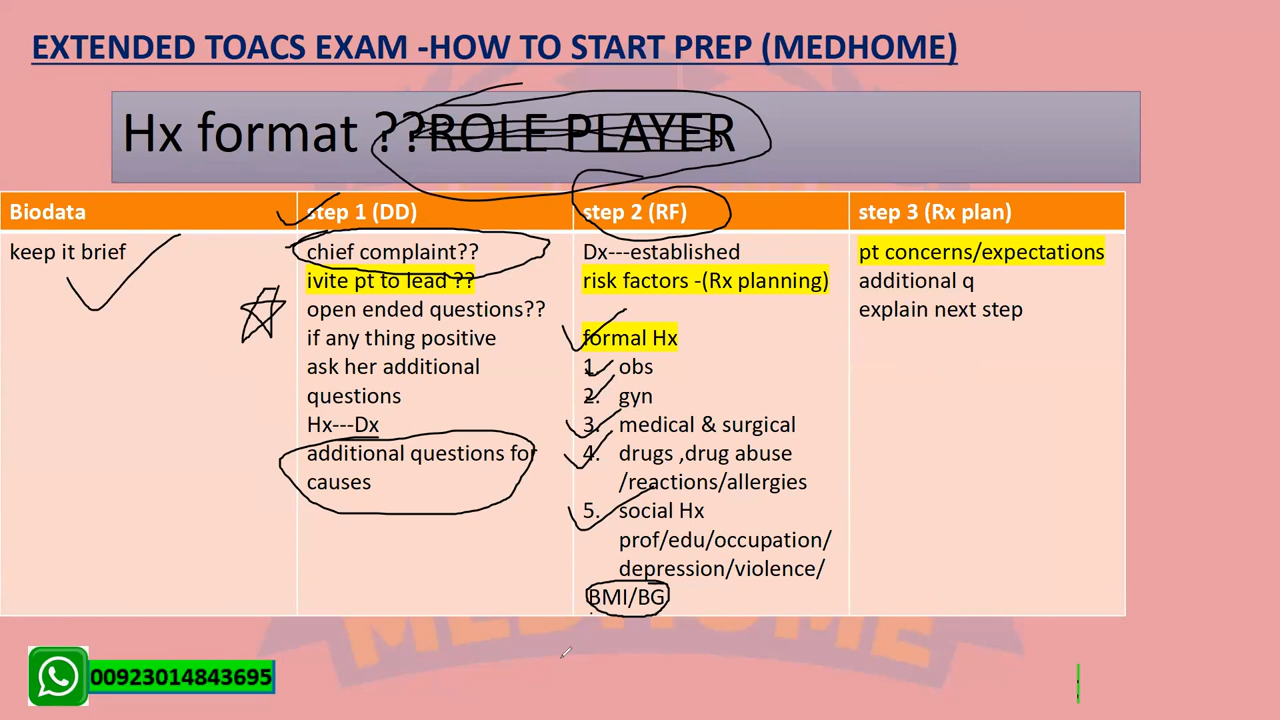 EXTENDED TOACS EXAM -HOW TO START PREP (MEDHOME)
Hx format ??ROLE PLAYER
Biodata
keep it brief
step 1 (DD)
chief complaint??
ivite pt to lead ??
open ended questions??
if any thing positive
ask her additional
questions
Hx---Dx
additional questions for
causes
step 2 (RF)
Dx---established
risk factors -(Rx planning)
formal Hx
1. obs
2. gyn
3. medical & surgical
4. drugs ,drug abuse
/reactions/allergies
5. social Hx
prof/edu/occupation/
depression/violence/
BMI/BG
step 3 (Rx plan)
pt concerns/expectations
additional q
explain next step
MEDHOME
00923014843695